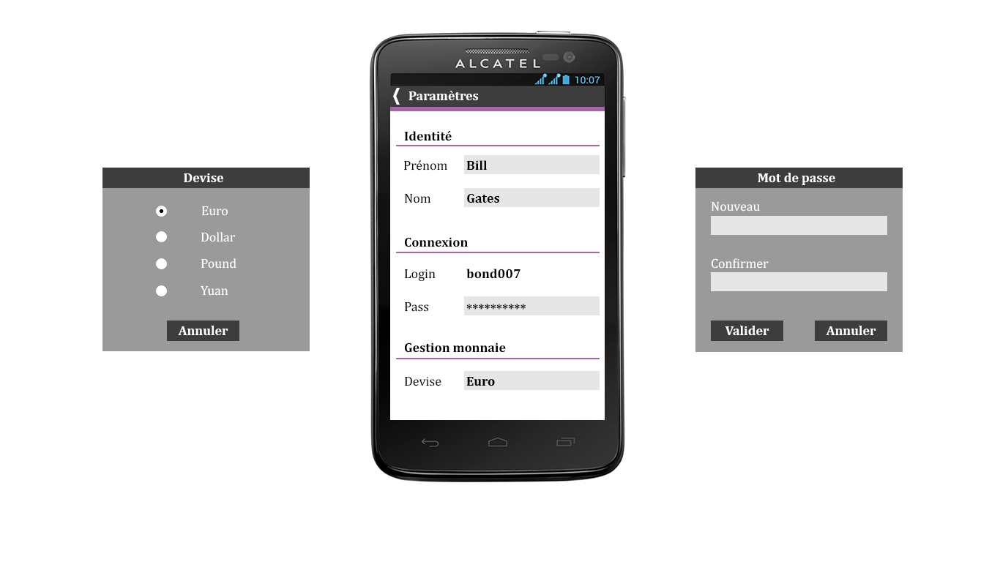 Devise
Euro
Dollar
Pound
Yuan
Annuler
ALCATEL
10:07
Paramètres
Identité
Prénom Bill
Nom Gates
Connexion
Login bond007
Pass **********
Gestion monnaie
Devise Euro
Mot de passe
Nouveau
Confirmer
Valider Annuler